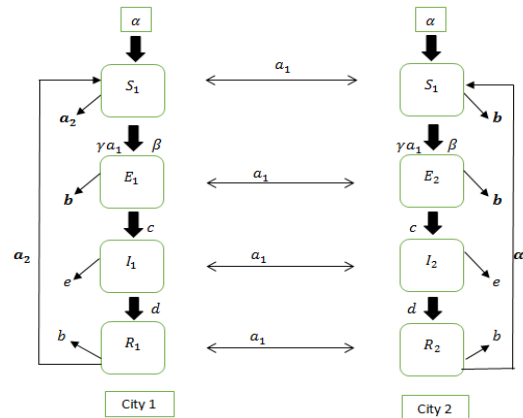 α α
S₁ a₁ S₁
a₂ b
γa₁ β γa₁ β
E₁ a₁ E₂
b b
c c
a₂ I₁ a₁ I₂ a
e e
d d
b R₁ a₁ R₂ b
City 1 City 2